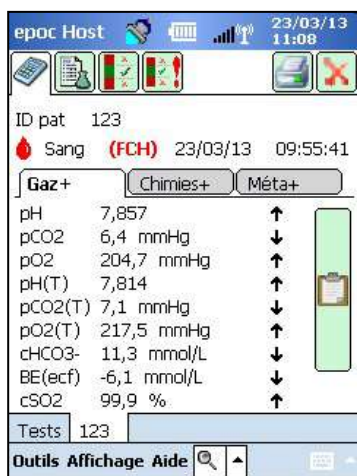 epoc Host 23/03/13 11:08
ID pat 123
Sang (FCH) 23/03/13 09:55:41
Gaz+ Chimies+ Méta+
pH 7,857 ↑
pCO2 6,4 mmHg ↓
pO2 204,7 mmHg ↑
pH(T) 7,814 ↑
pCO2(T) 7,1 mmHg ↓
pO2(T) 217,5 mmHg ↑
cHCO3- 11,3 mmol/L ↓
BE(ecf) -6,1 mmol/L ↓
cSO2 99,9 % ↑
Tests 123
Outils Affichage Aide